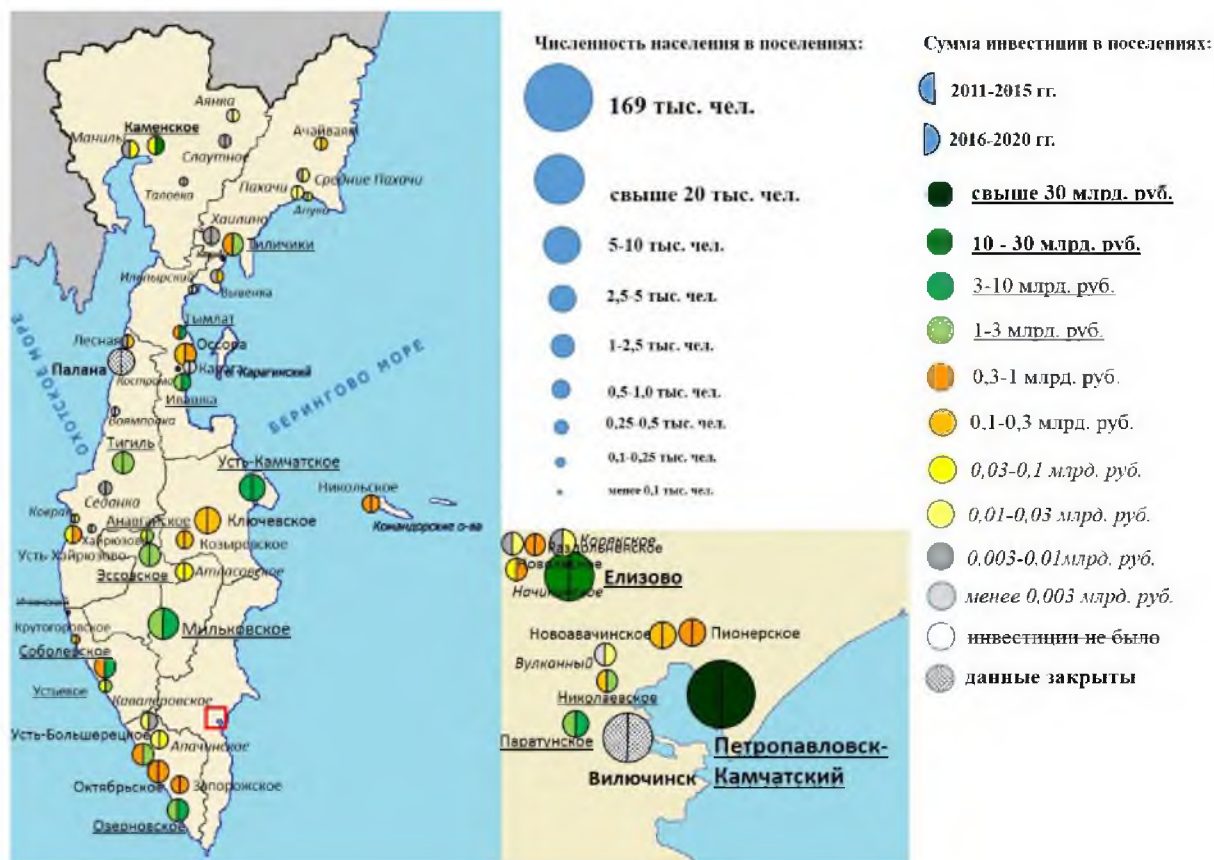 Аянка
Каменское
Ачайваям
Манилы
Слаутное
Таловка
Средние Пахачи
Пахачи
Апука
Хаилино
Тиличики
Ильпырский
Вывенка
Тымлат
Лесная
Оссора
Палана
Карага
о. Карагинский
Кострома
Ивашка
ОХОТСКОЕ МОРЕ
БЕРИНГОВО МОРЕ
Воямполка
Тигиль
Усть-Камчатское
Седанка
Никольское
Ковран
Командорские о-ва
Анавгайское
Ключевское
Хайрюзово
Усть-Хайрюзово
Козыревское
Эссовское
Атласовское
Крутогоровское
Мильковское
Соболевское
Устьевое
Кавалеровское
Усть-Большерецкое
Апачинское
Октябрьское
Запорожское
Озерновское
Численность населения в поселениях:
169 тыс. чел.
свыше 20 тыс. чел.
5-10 тыс. чел.
2,5-5 тыс. чел.
1-2,5 тыс. чел.
0,5-1,0 тыс. чел.
0,25-0,5 тыс. чел.
0,1-0,25 тыс. чел.
менее 0,1 тыс. чел.
Корякское
Раздольненское
Новолесное
Елизово
Начикинское
Новоавачинское
Пионерское
Вулканный
Николаевское
Паратунское
Петропавловск-
Вилючинск
Камчатский
Сумма инвестиции в поселениях:
2011-2015 гг.
2016-2020 гг.
свыше 30 млрд. руб.
10 - 30 млрд. руб.
3-10 млрд. руб.
1-3 млрд. руб.
0,3-1 млрд. руб.
0,1-0,3 млрд. руб.
0,03-0,1 млрд. руб.
0,01-0,03 млрд. руб.
0.003-0.01млрд. руб.
менее 0,003 млрд. руб.
инвестиции не было
данные закрыты